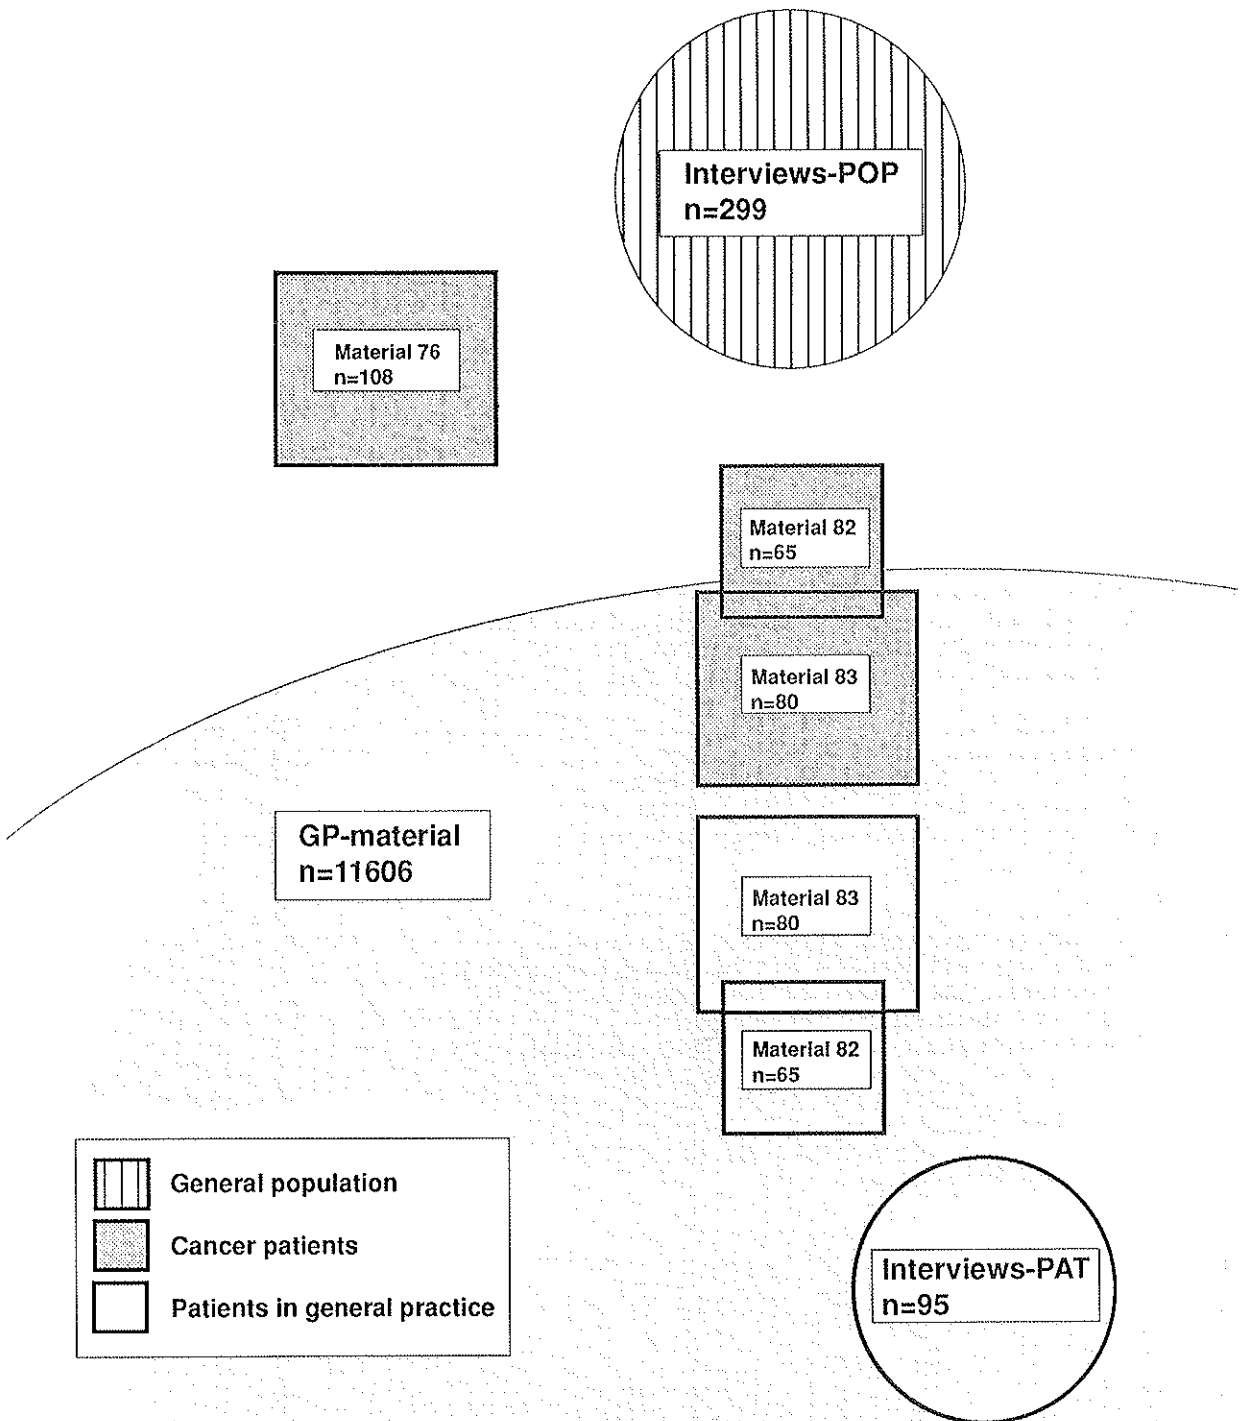 Interviews-POP
n=299
Material 76
n=108
Material 82
n=65
Material 83
n=80
GP-material
n=11606
Material 83
n=80
Material 82
n=65
General population
Cancer patients
Patients in general practice
Interviews-PAT
n=95